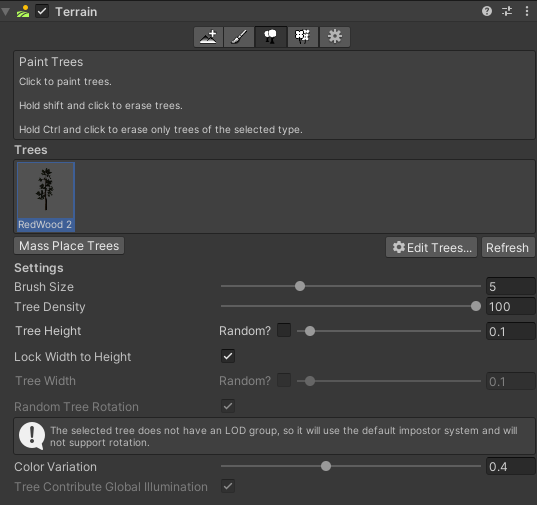 Terrain
Paint Trees
Click to paint trees.
Hold shift and click to erase trees.
Hold Ctrl and click to erase only trees of the selected type.
Trees
RedWood 2
Mass Place Trees Edit Trees... Refresh
Settings
Brush Size 5
Tree Density 100
Tree Height Random? 0.1
Lock Width to Height
Tree Width Random? 0.1
Random Tree Rotation
The selected tree does not have an LOD group, so it will use the default impostor system and will
not support rotation.
Color Variation 0.4
Tree Contribute Global Illumination